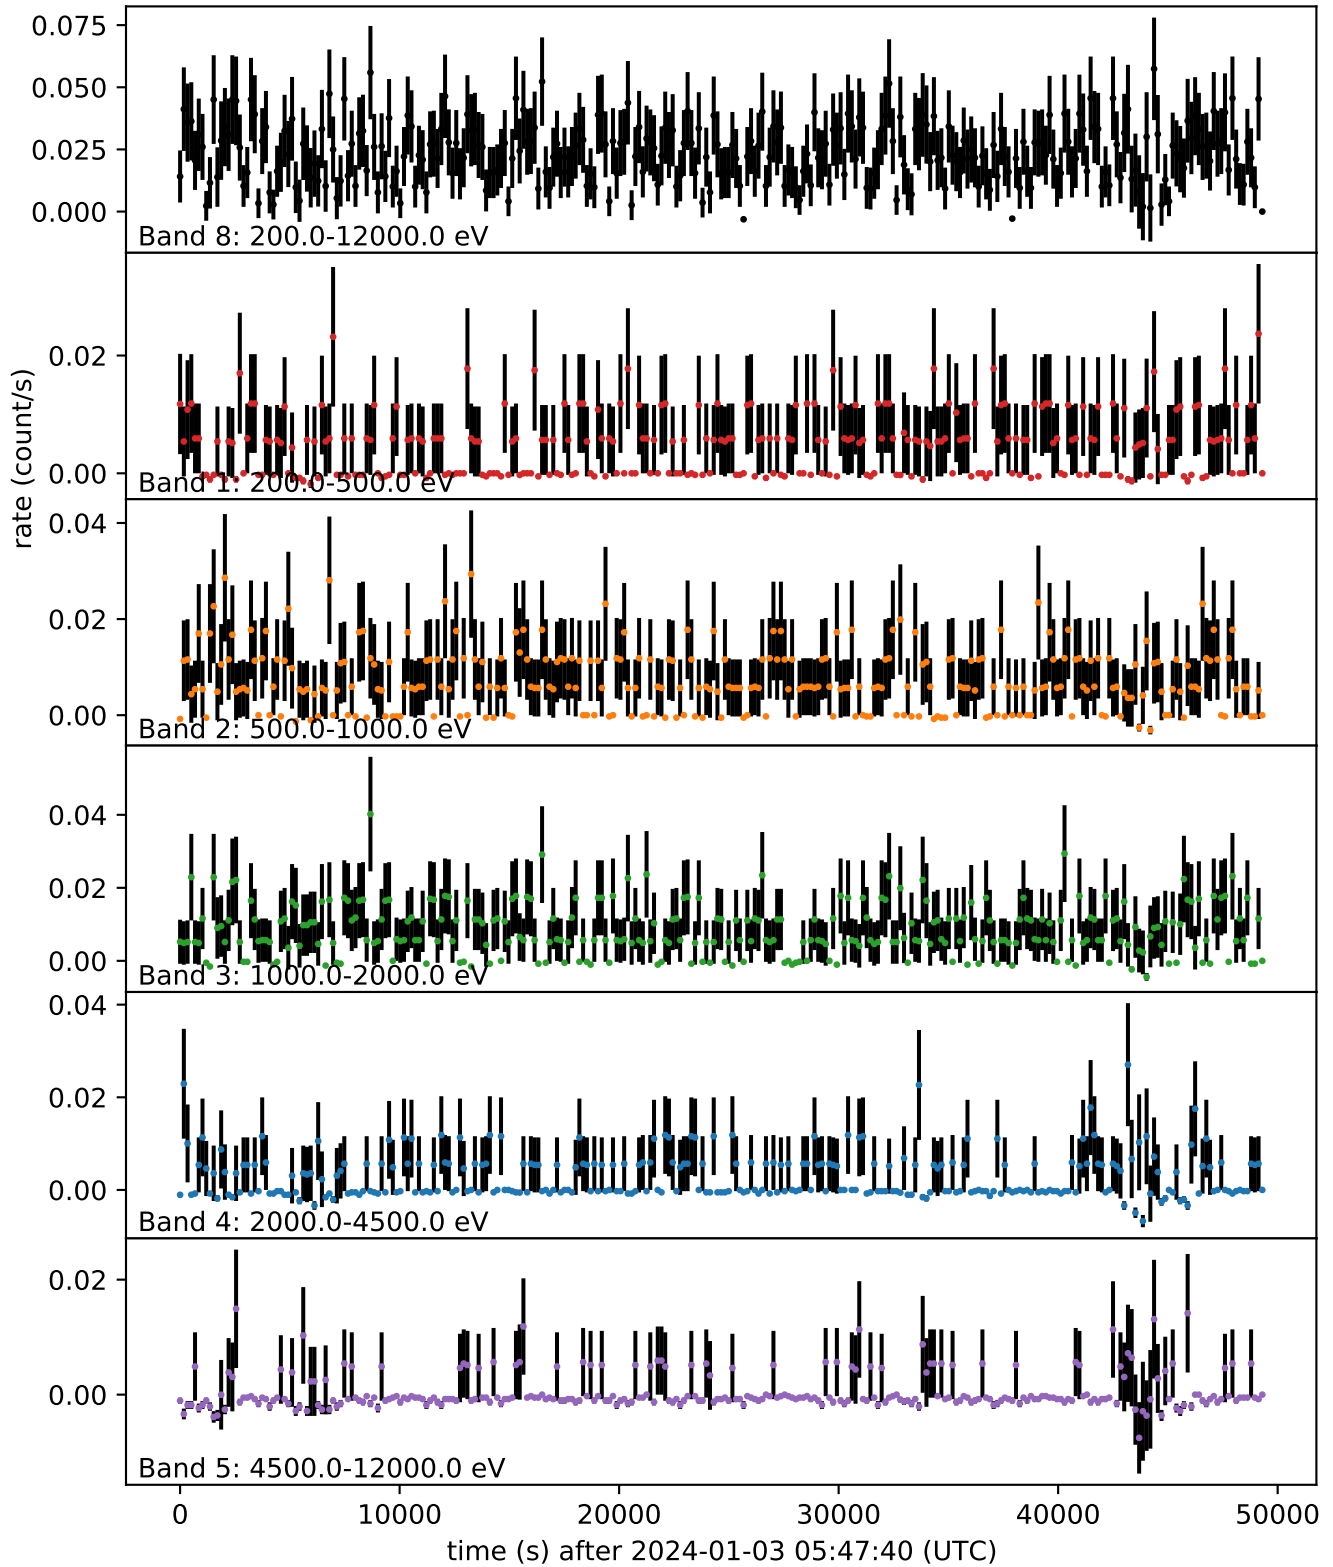 0.075
0.050
0.025
0.000
Band 8: 200.0-12000.0 eV
0.02
0.00
Band 1: 200.0-500.0 eV
rate (count/s)
0.04
0.02
0.00
Band 2: 500.0-1000.0 eV
0.04
0.02
0.00
Band 3: 1000.0-2000.0 eV
0.04
0.02
0.00
Band 4: 2000.0-4500.0 eV
0.02
0.00
Band 5: 4500.0-12000.0 eV
0 10000 20000 30000 40000 50000
time (s) after 2024-01-03 05:47:40 (UTC)